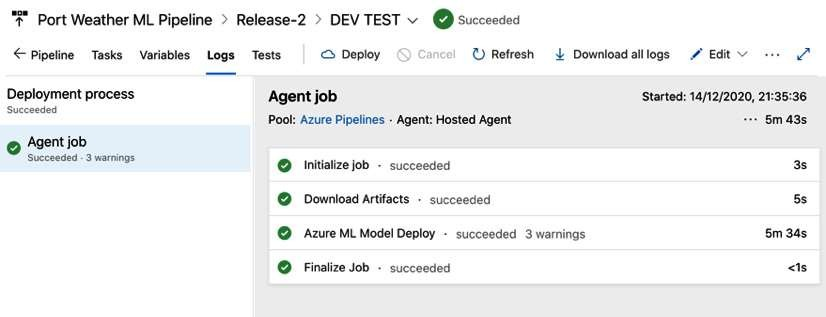 Port Weather ML Pipeline > Release-2 > DEV TEST Succeeded
Pipeline Tasks Variables Logs Tests Deploy Cancel Refresh Download all logs Edit ...
Deployment process
Succeeded
Agent job
Succeeded · 3 warnings
Agent job Started: 14/12/2020, 21:35:36
Pool: Azure Pipelines · Agent: Hosted Agent ... 5m 43s
Initialize job · succeeded 3s
Download Artifacts · succeeded 5s
Azure ML Model Deploy · succeeded 3 warnings 5m 34s
Finalize Job · succeeded <1s